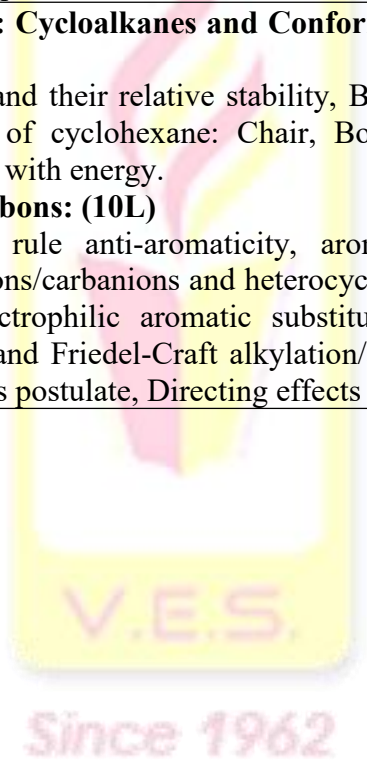 : Cycloalkanes and Confor
and their relative stability, B
of cyclohexane: Chair, Bo
with energy.
bons: (10L)
rule anti-aromaticity, aron
ons/carbanions and heterocyc
ctrophilic aromatic substitu
and Friedel-Craft alkylation/
s postulate, Directing effects
V.E.S.
Since 1962